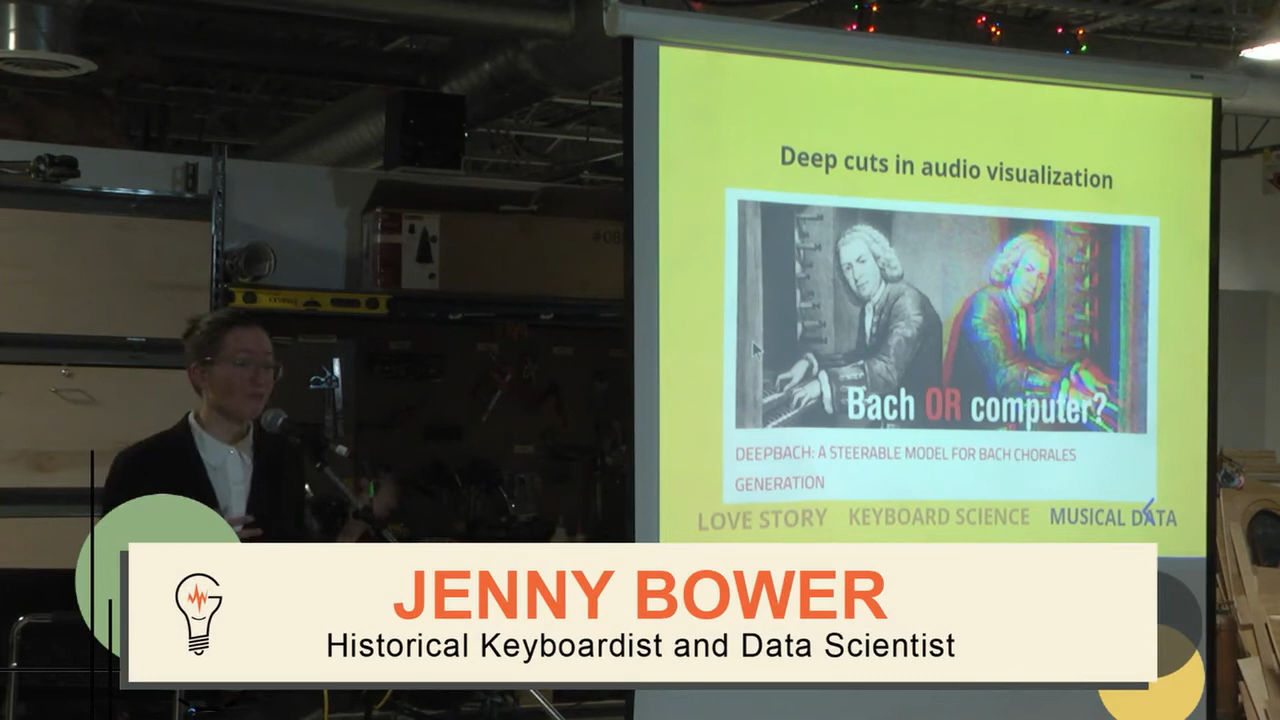 Deep cuts in audio visualization
Bach OR computer?
DEEPBACH: A STEERABLE MODEL FOR BACH CHORALES
GENERATION
LOVE STORY KEYBOARD SCIENCE MUSICAL DATA
JENNY BOWER
Historical Keyboardist and Data Scientist